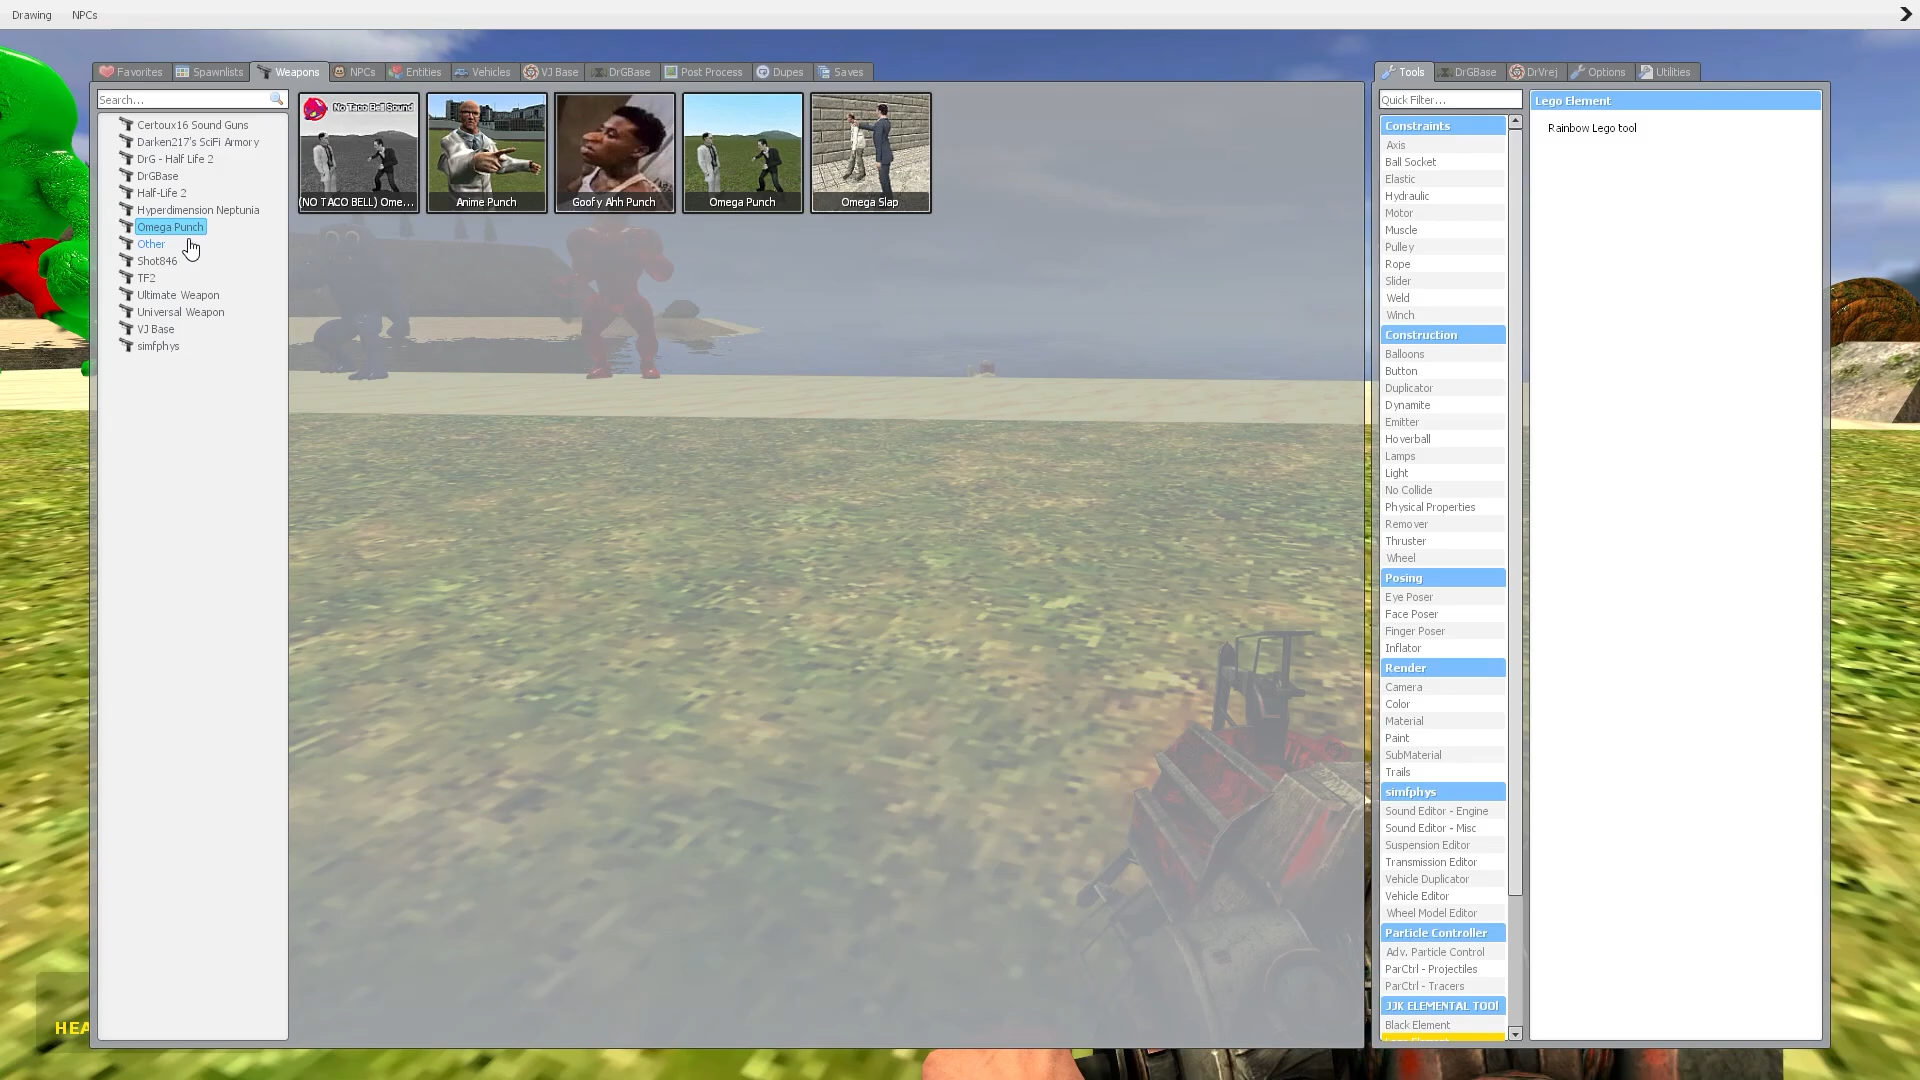 Drawing NPCs
Favorites Spawnlists Weapons NPCs Entities Vehicles VJ Base DrGBase Post Process Dupes Saves
Search...
Certoux16 Sound Guns
Darken217's SciFi Armory
DrG - Half Life 2
DrGBase
Half-Life 2
Hyperdimension Neptunia
Omega Punch
Other
Shot846
TF2
Ultimate Weapon
Universal Weapon
VJ Base
simfphys
No Taco Bell Sound
(NO TACO BELL) Ome...
Anime Punch
Goofy Ahh Punch
Omega Punch
Omega Slap
HEA
Tools DrGBase DrVrej Options Utilities
Quick Filter...
Constraints
Axis
Ball Socket
Elastic
Hydraulic
Motor
Muscle
Pulley
Rope
Slider
Weld
Winch
Construction
Balloons
Button
Duplicator
Dynamite
Emitter
Hoverball
Lamps
Light
No Collide
Physical Properties
Remover
Thruster
Wheel
Posing
Eye Poser
Face Poser
Finger Poser
Inflator
Render
Camera
Color
Material
Paint
SubMaterial
Trails
simfphys
Sound Editor - Engine
Sound Editor - Misc
Suspension Editor
Transmission Editor
Vehicle Duplicator
Vehicle Editor
Wheel Model Editor
Particle Controller
Adv. Particle Control
ParCtrl - Projectiles
ParCtrl - Tracers
JJK ELEMENTAL TOOl
Black Element
Lego Element
Rainbow Lego tool